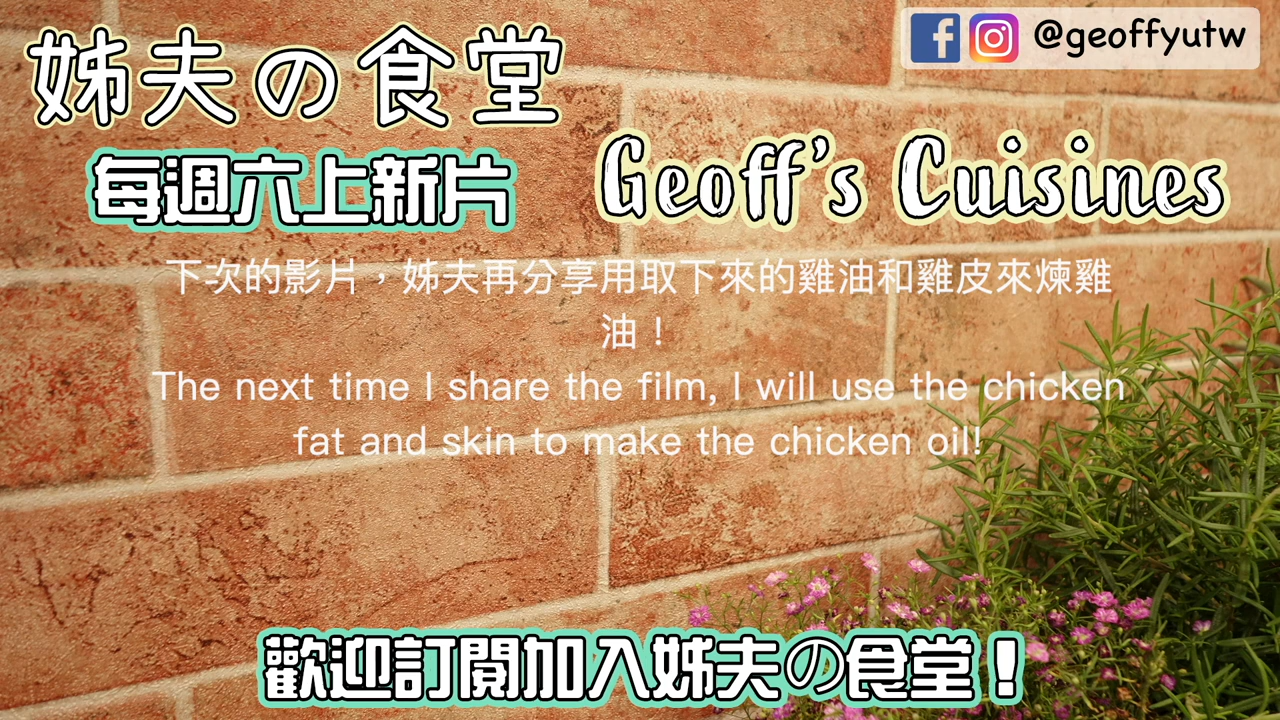 姊夫の食堂
@geoffyutw
每週六上新片
Geoff's Cuisines
下次的影片，姊夫再分享用取下來的雞油和雞皮來煉雞
油！
The next time I share the film, I will use the chicken
fat and skin to make the chicken oil!
歡迎訂閱加入姊夫の食堂！